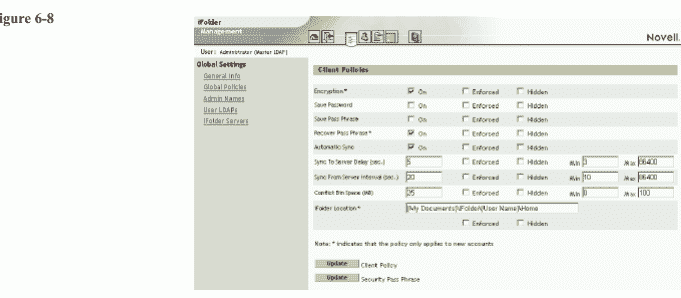 igure 6-8
iFolder
Management
Novell.
User: Administrator (Master LDAP)
Global Settings
General Info
Global Policies
Admin Names
User LDAPs
iFolder Servers
Client Policies
Encryption* On Enforced Hidden
Save Password On Enforced Hidden
Save Pass Phrase On Enforced Hidden
Recover Pass Phrase* On Enforced Hidden
Automatic Sync On Enforced Hidden
Sync To Server Delay (sec.) 5 Enforced Hidden Min 0 Max 86400
Sync From Server Interval (sec.) 20 Enforced Hidden Min 10 Max 86400
Conflict Bin Space (MB) 25 Enforced Hidden Min 0 Max 100
iFolder Location* \My Documents\iFolder\User Name\Home
Enforced Hidden
Note: * indicates that the policy only applies to new accounts
Update Client Policy
Update Security Pass Phrase